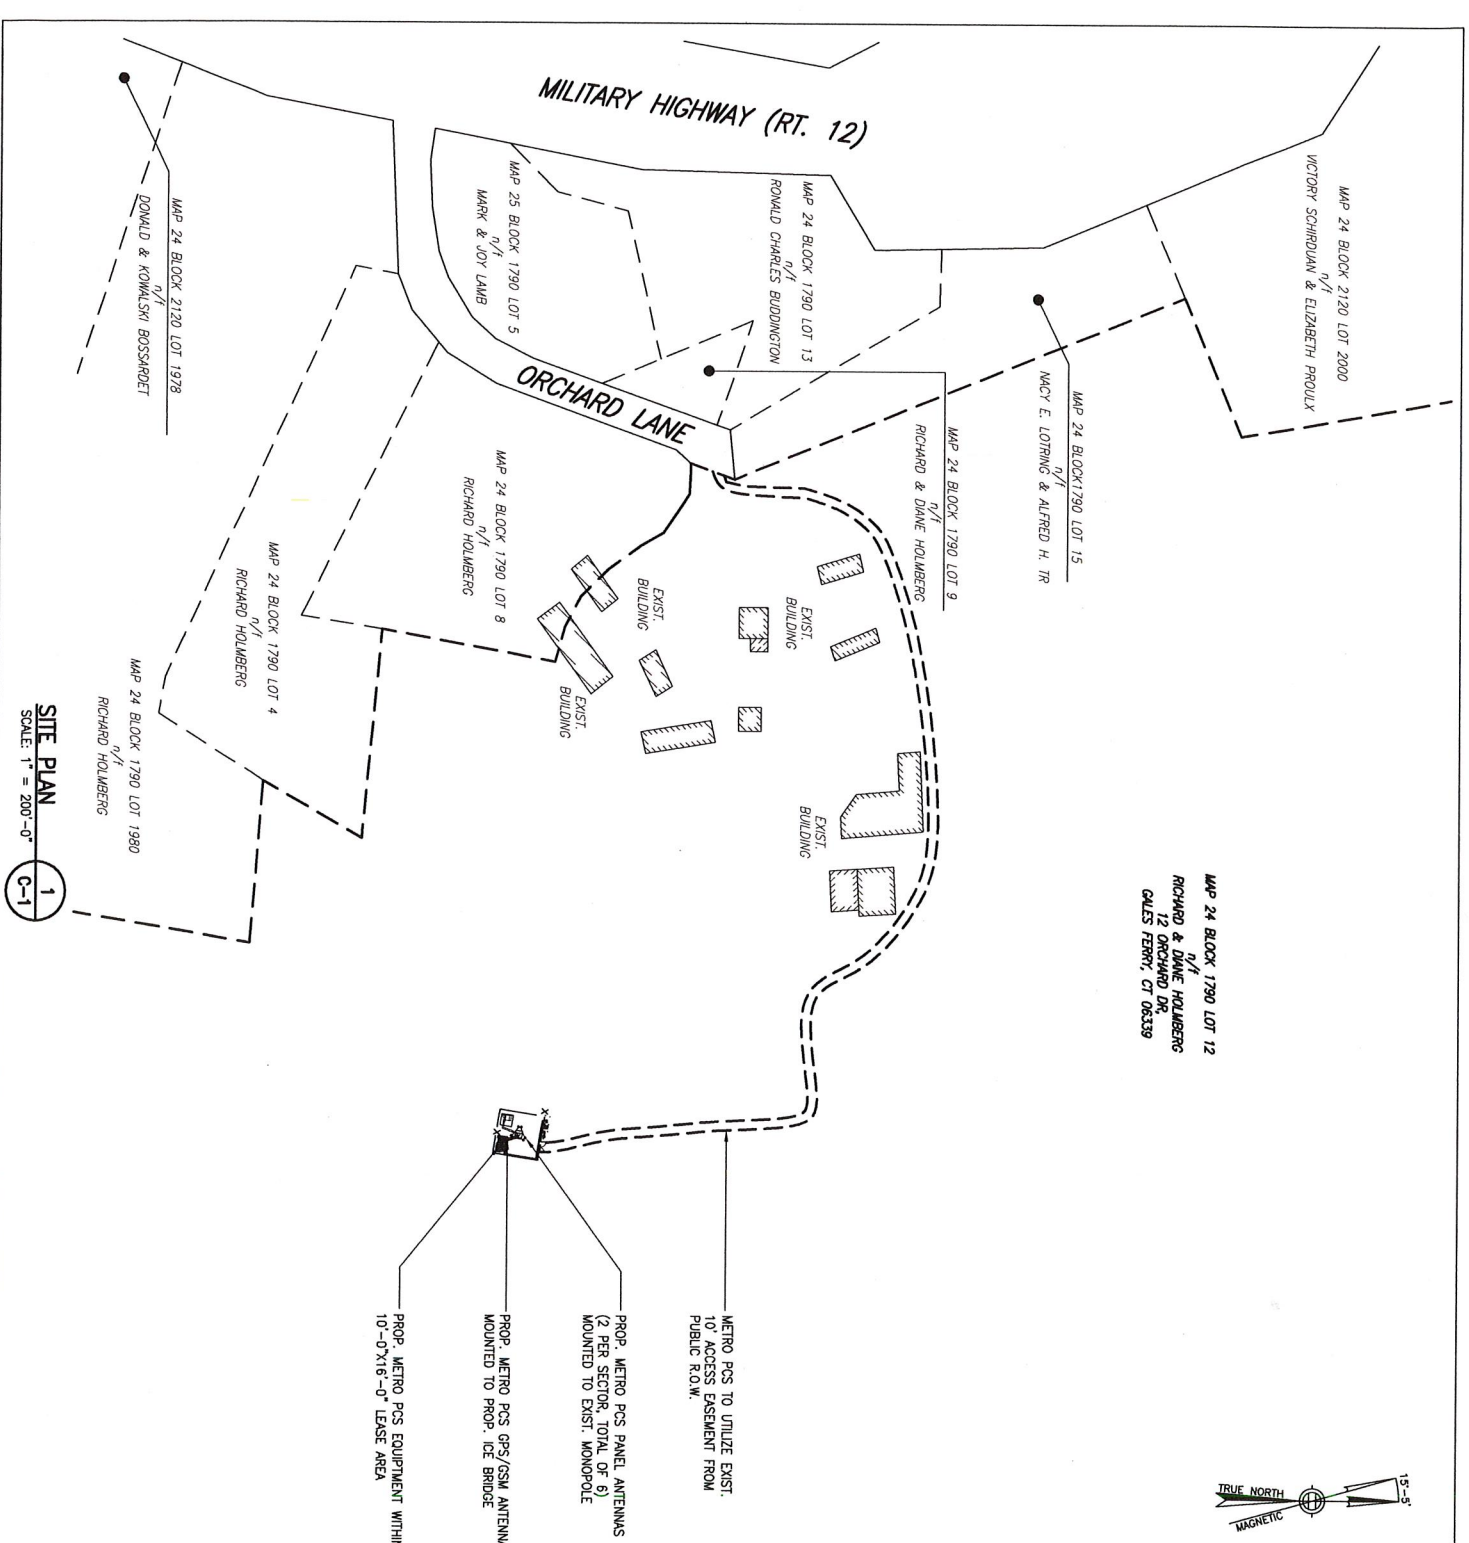 MILITARY HIGHWAY (RT. 12)
MAP 24 BLOCK 2120 LOT 2000
n/f
VICTORY SCHIRDUAN & ELIZABETH PROULX
MAP 24 BLOCK1790 LOT 15
n/f
NACY E. LOTRING & ALFRED H. TR
MAP 24 BLOCK 1790 LOT 13
n/f
RONALD CHARLES BUDDINGTON
MAP 25 BLOCK 1790 LOT 5
n/f
MARK & JOY LAMB
MAP 24 BLOCK 2120 LOT 1978
n/f
DONALD & KOWALSKI BOSSARDET
MAP 24 BLOCK 1790 LOT 9
n/f
RICHARD & DIANE HOLMBERG
ORCHARD LANE
MAP 24 BLOCK 1790 LOT 8
n/f
RICHARD HOLMBERG
MAP 24 BLOCK 1790 LOT 4
n/f
RICHARD HOLMBERG
MAP 24 BLOCK 1790 LOT 1980
n/f
RICHARD HOLMBERG
EXIST.
BUILDING
EXIST.
BUILDING
EXIST.
BUILDING
EXIST.
BUILDING
MAP 24 BLOCK 1790 LOT 12
n/f
RICHARD & DIANE HOLMBERG
12 ORCHARD DR,
GALES FERRY, CT 06339
METRO PCS TO UTILIZE EXIST.
10' ACCESS EASEMENT FROM
PUBLIC R.O.W.
PROP. METRO PCS PANEL ANTENNAS
(2 PER SECTOR, TOTAL OF 6)
MOUNTED TO EXIST. MONOPOLE
PROP. METRO PCS GPS/GSM ANTENN
MOUNTED TO PROP. ICE BRIDGE
PROP. METRO PCS EQUIPTMENT WITHI
10'-0"X16'-0" LEASE AREA
15'-5'
TRUE NORTH
MAGNETIC
SITE PLAN
SCALE: 1" = 200'-0"
1
C-1